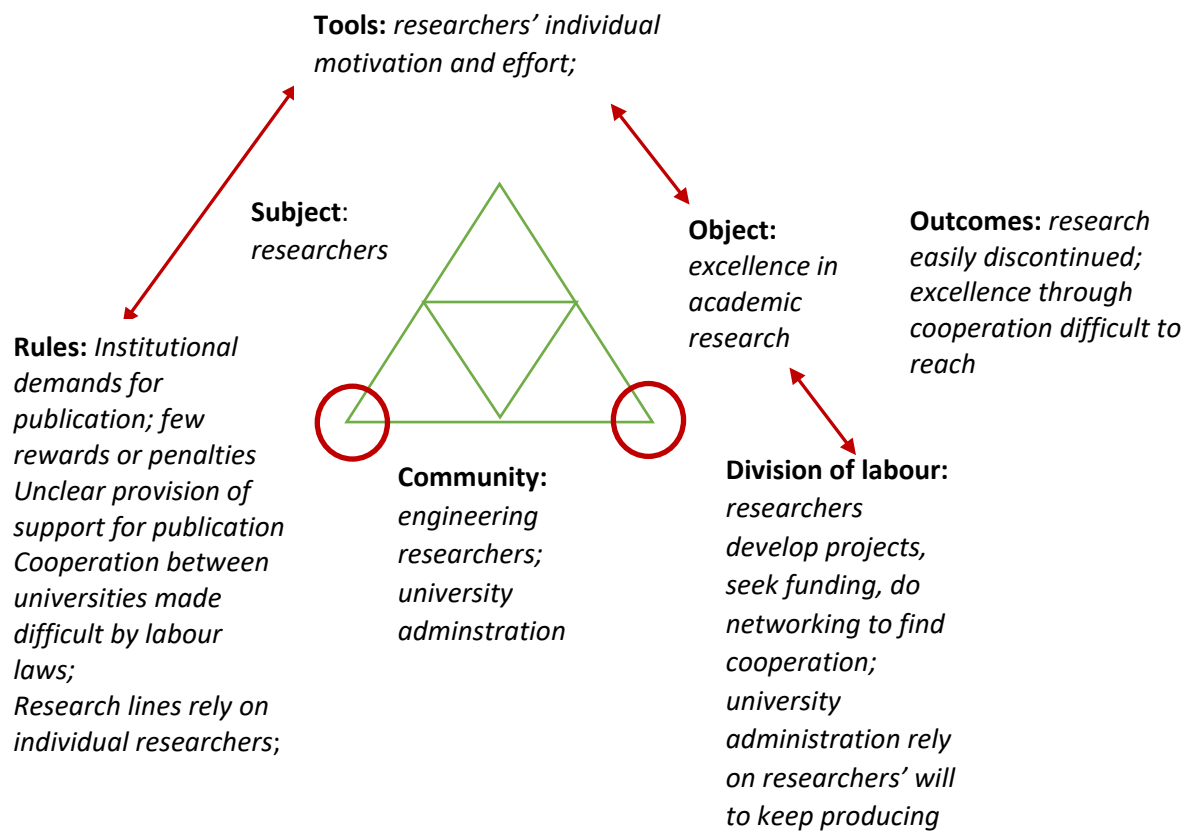 Tools: researchers’ individual
motivation and effort;
Subject:
researchers
Object:
excellence in
academic
research
Outcomes: research
easily discontinued;
excellence through
cooperation difficult to
reach
Rules: Institutional
demands for
publication; few
rewards or penalties
Unclear provision of
support for publication
Cooperation between
universities made
difficult by labour
laws;
Research lines rely on
individual researchers;
Community:
engineering
researchers;
university
adminstration
Division of labour:
researchers
develop projects,
seek funding, do
networking to find
cooperation;
university
administration rely
on researchers’ will
to keep producing